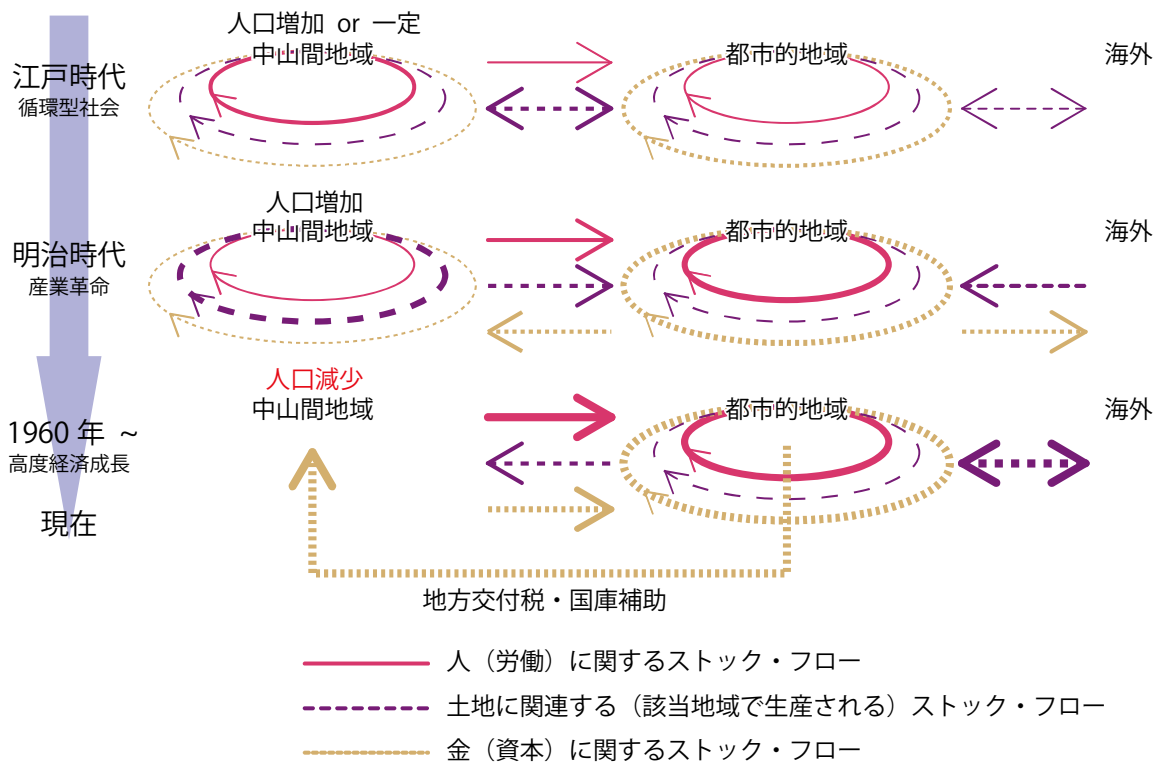 人口増加 or 一定
中山間地域
都市的地域
海外
江戸時代
循環型社会
人口増加
中山間地域
都市的地域
海外
明治時代
産業革命
人口減少
中山間地域
都市的地域
海外
1960 年 ~
高度経済成長
現在
地方交付税・国庫補助
人（労働）に関するストック・フロー
土地に関連する（該当地域で生産される）ストック・フロー
金（資本）に関するストック・フロー